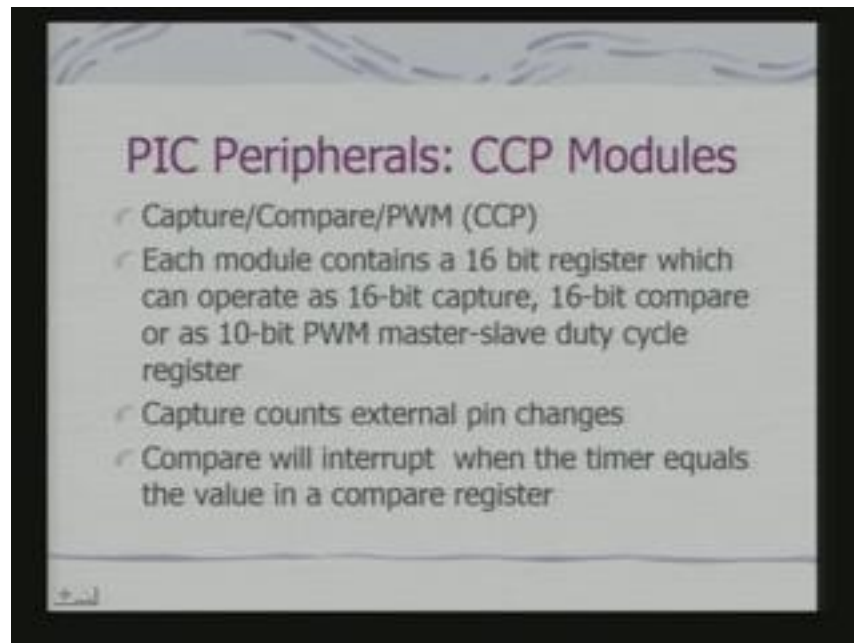 PIC Peripherals: CCP Modules
Capture/Compare/PWM (CCP)
Each module contains a 16 bit register which
can operate as 16-bit capture, 16-bit compare
or as 10-bit PWM master-slave duty cycle
register
Capture counts external pin changes
Compare will interrupt when the timer equals
the value in a compare register